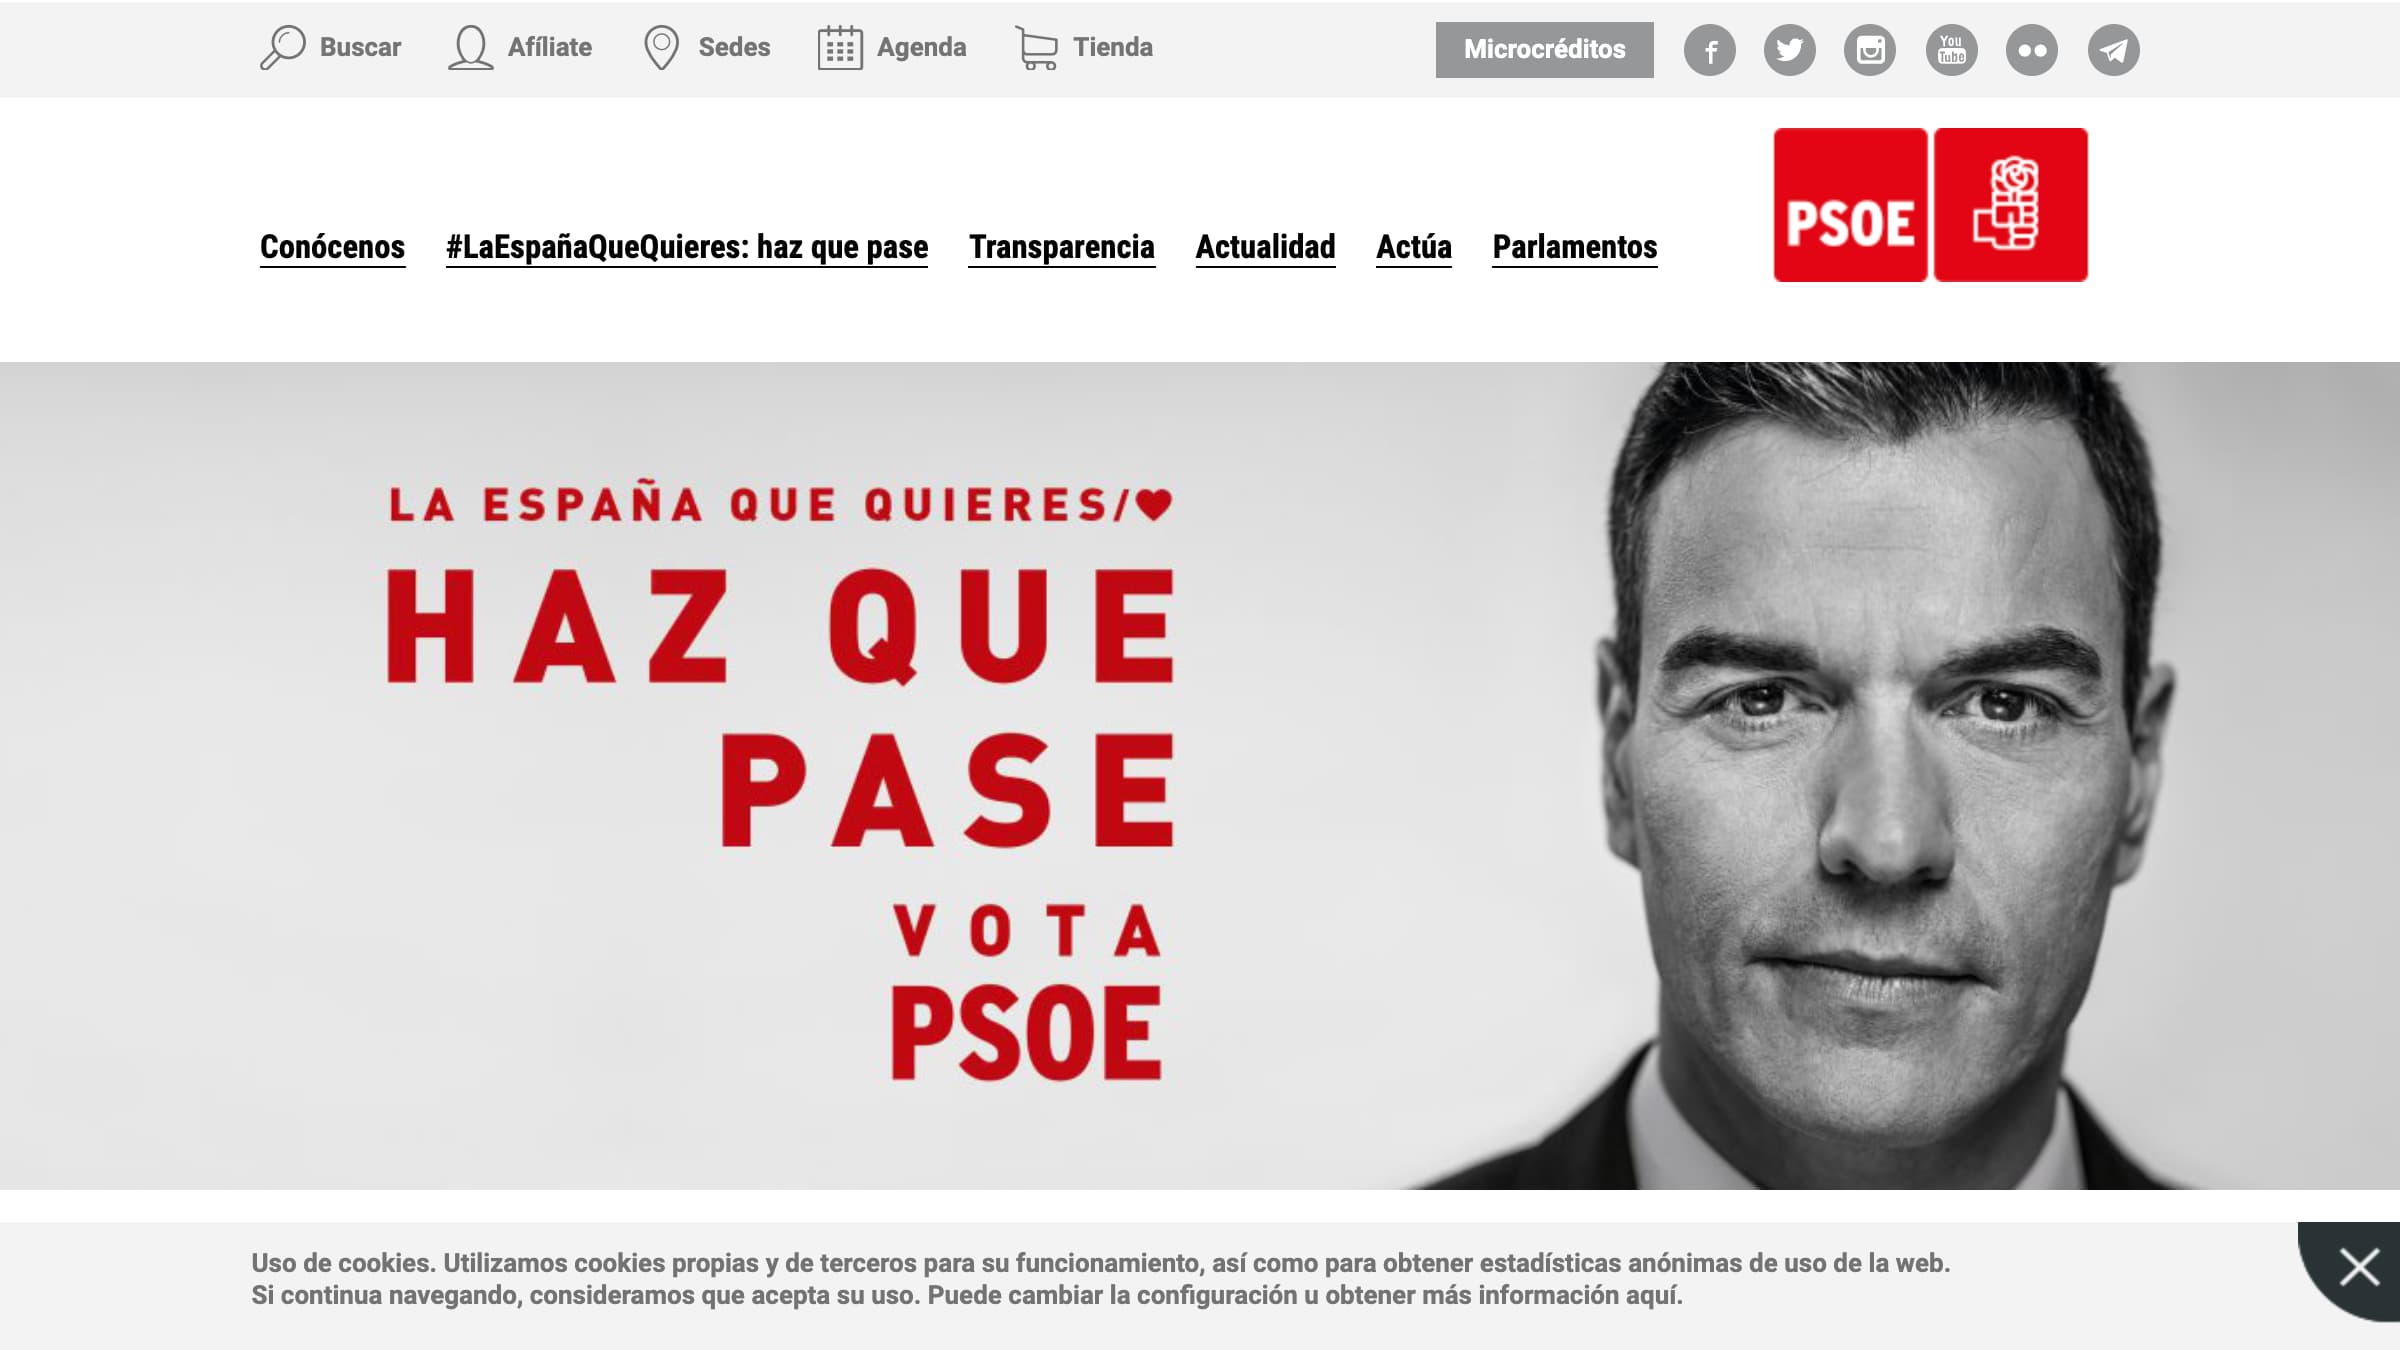 Buscar
Afíliate
Sedes
Agenda
Tienda
Microcréditos
You
Tube
Conócenos
#LaEspañaQueQuieres: haz que pase
Transparencia
Actualidad
Actúa
Parlamentos
PSOE
LA ESPAÑA QUE QUIERES/♥
HAZ QUE
PASE
VOTA
PSOE
Uso de cookies. Utilizamos cookies propias y de terceros para su funcionamiento, así como para obtener estadísticas anónimas de uso de la web.
Si continua navegando, consideramos que acepta su uso. Puede cambiar la configuración u obtener más información aquí.